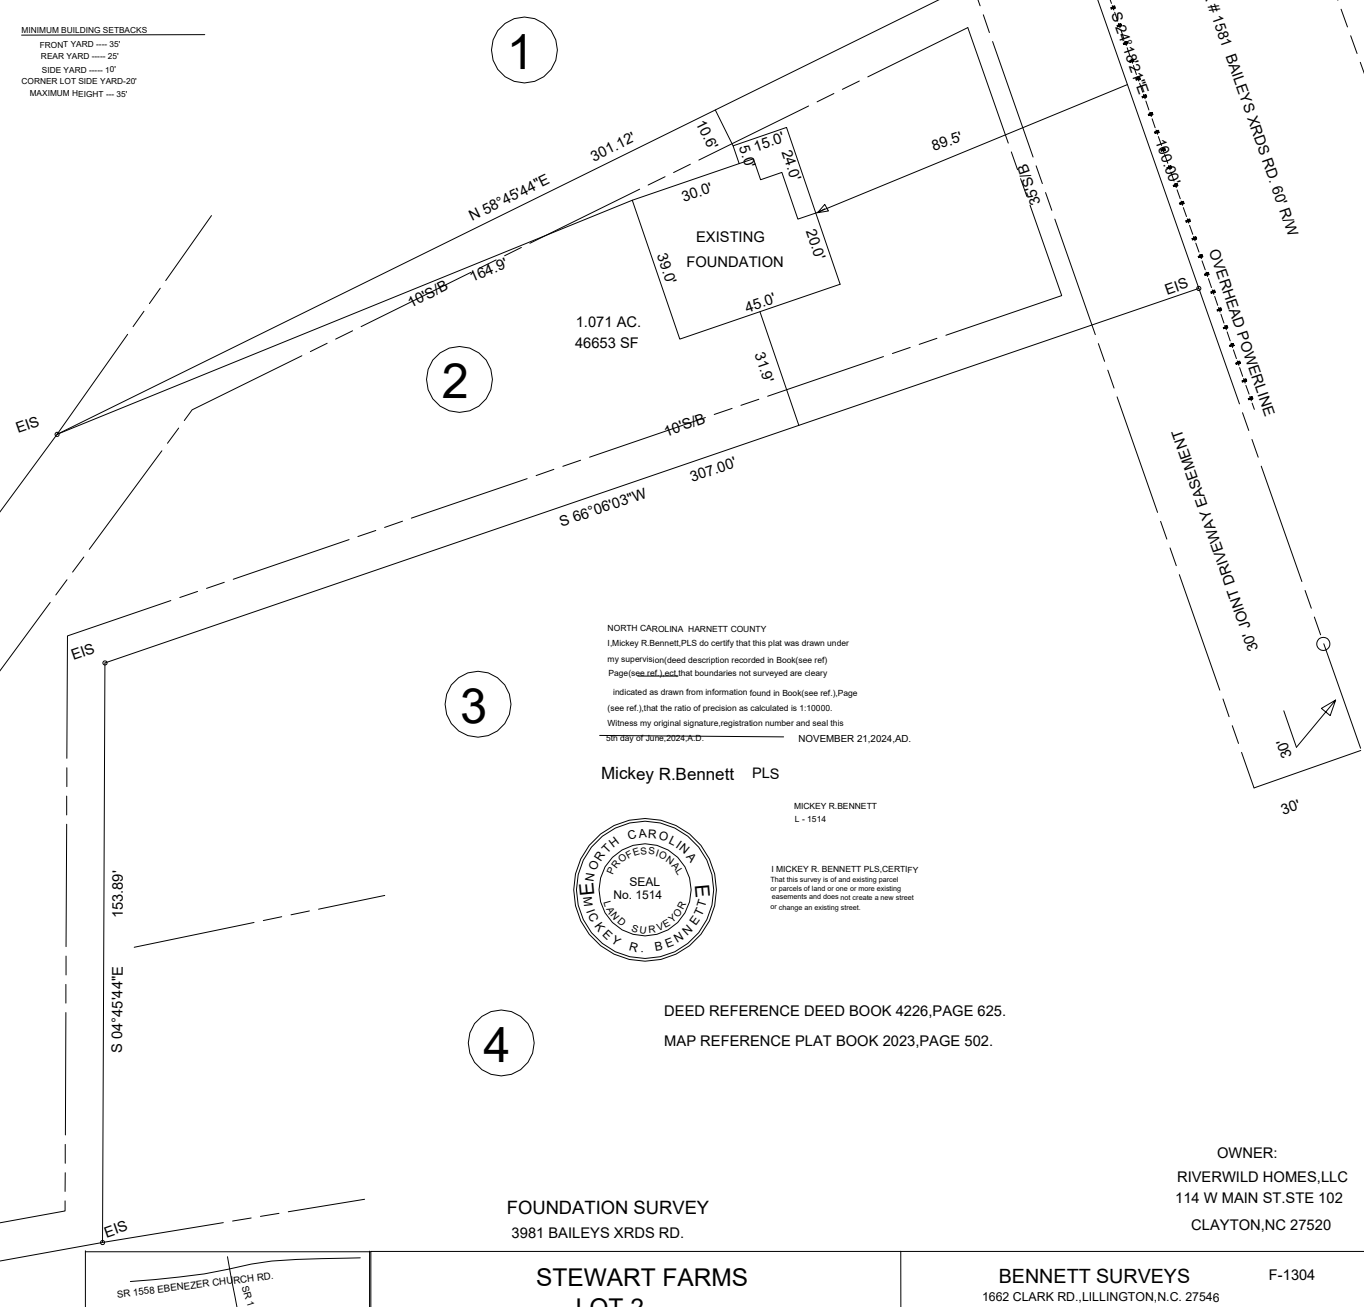 MINIMUM BUILDING SETBACKS
FRONT YARD ---- 35'
REAR YARD ----- 25'
SIDE YARD ----- 10'
CORNER LOT SIDE YARD-20'
MAXIMUM HEIGHT --- 35'
1
# 1581 BAILEYS XRDS RD. 60' R/W
S 24°18'21"E
180.00'
301.12'
N 58°45'44"E
10.6'
5.0'
15.0'
24.0'
89.5'
35'S/B
30.0'
EXISTING
FOUNDATION
20.0'
39.0'
45.0'
164.9'
10'S/B
1.071 AC.
46653 SF
31.9'
EIS
OVERHEAD POWERLINE
2
EIS
10'S/B
307.00'
S 66°06'03"W
30' JOINT DRIVEWAY EASEMENT
30'
30'
EIS
NORTH CAROLINA HARNETT COUNTY
I,Mickey R.Bennett,PLS do certify that this plat was drawn under
my supervision(deed description recorded in Book(see ref)
Page(see ref.),ect,that boundaries not surveyed are cleary
indicated as drawn from information found in Book(see ref.),Page
(see ref.),that the ratio of precision as calculated is 1:10000.
Witness my original signature,registration number and seal this
5th day of June,2024,A.D. NOVEMBER 21,2024,AD.
3
Mickey R.Bennett PLS
MICKEY R.BENNETT
L - 1514
NORTH CAROLINA
PROFESSIONAL
SEAL
No. 1514
LAND SURVEYOR
MICKEY R. BENNETT
E
E
I MICKEY R. BENNETT PLS,CERTIFY
That this survey is of and existing parcel
or parcels of land or one or more existing
easements and does not create a new street
or change an existing street.
153.89'
S 04°45'44"E
4
DEED REFERENCE DEED BOOK 4226,PAGE 625.
MAP REFERENCE PLAT BOOK 2023,PAGE 502.
OWNER:
RIVERWILD HOMES,LLC
114 W MAIN ST.STE 102
CLAYTON,NC 27520
EIS
FOUNDATION SURVEY
3981 BAILEYS XRDS RD.
SR 1558 EBENEZER CHURCH RD.
SR 1
STEWART FARMS
LOT 2
BENNETT SURVEYS F-1304
1662 CLARK RD.,LILLINGTON,N.C. 27546